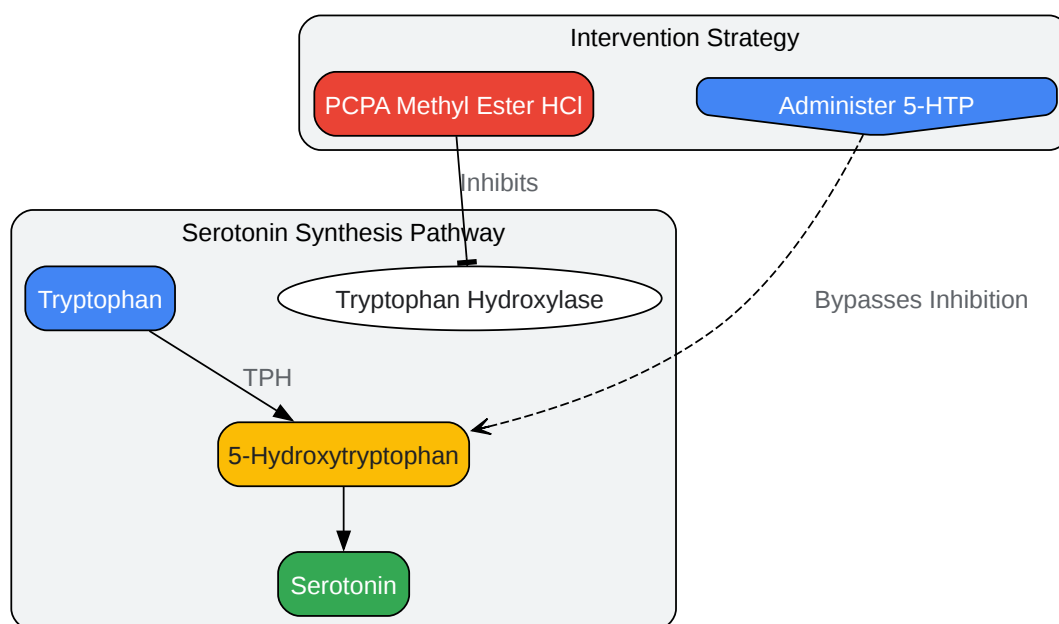 Intervention Strategy
PCPA Methyl Ester HCl
Administer 5-HTP
Inhibits
Serotonin Synthesis Pathway
Tryptophan
Tryptophan Hydroxylase
Bypasses Inhibition
TPH
5-Hydroxytryptophan
Serotonin